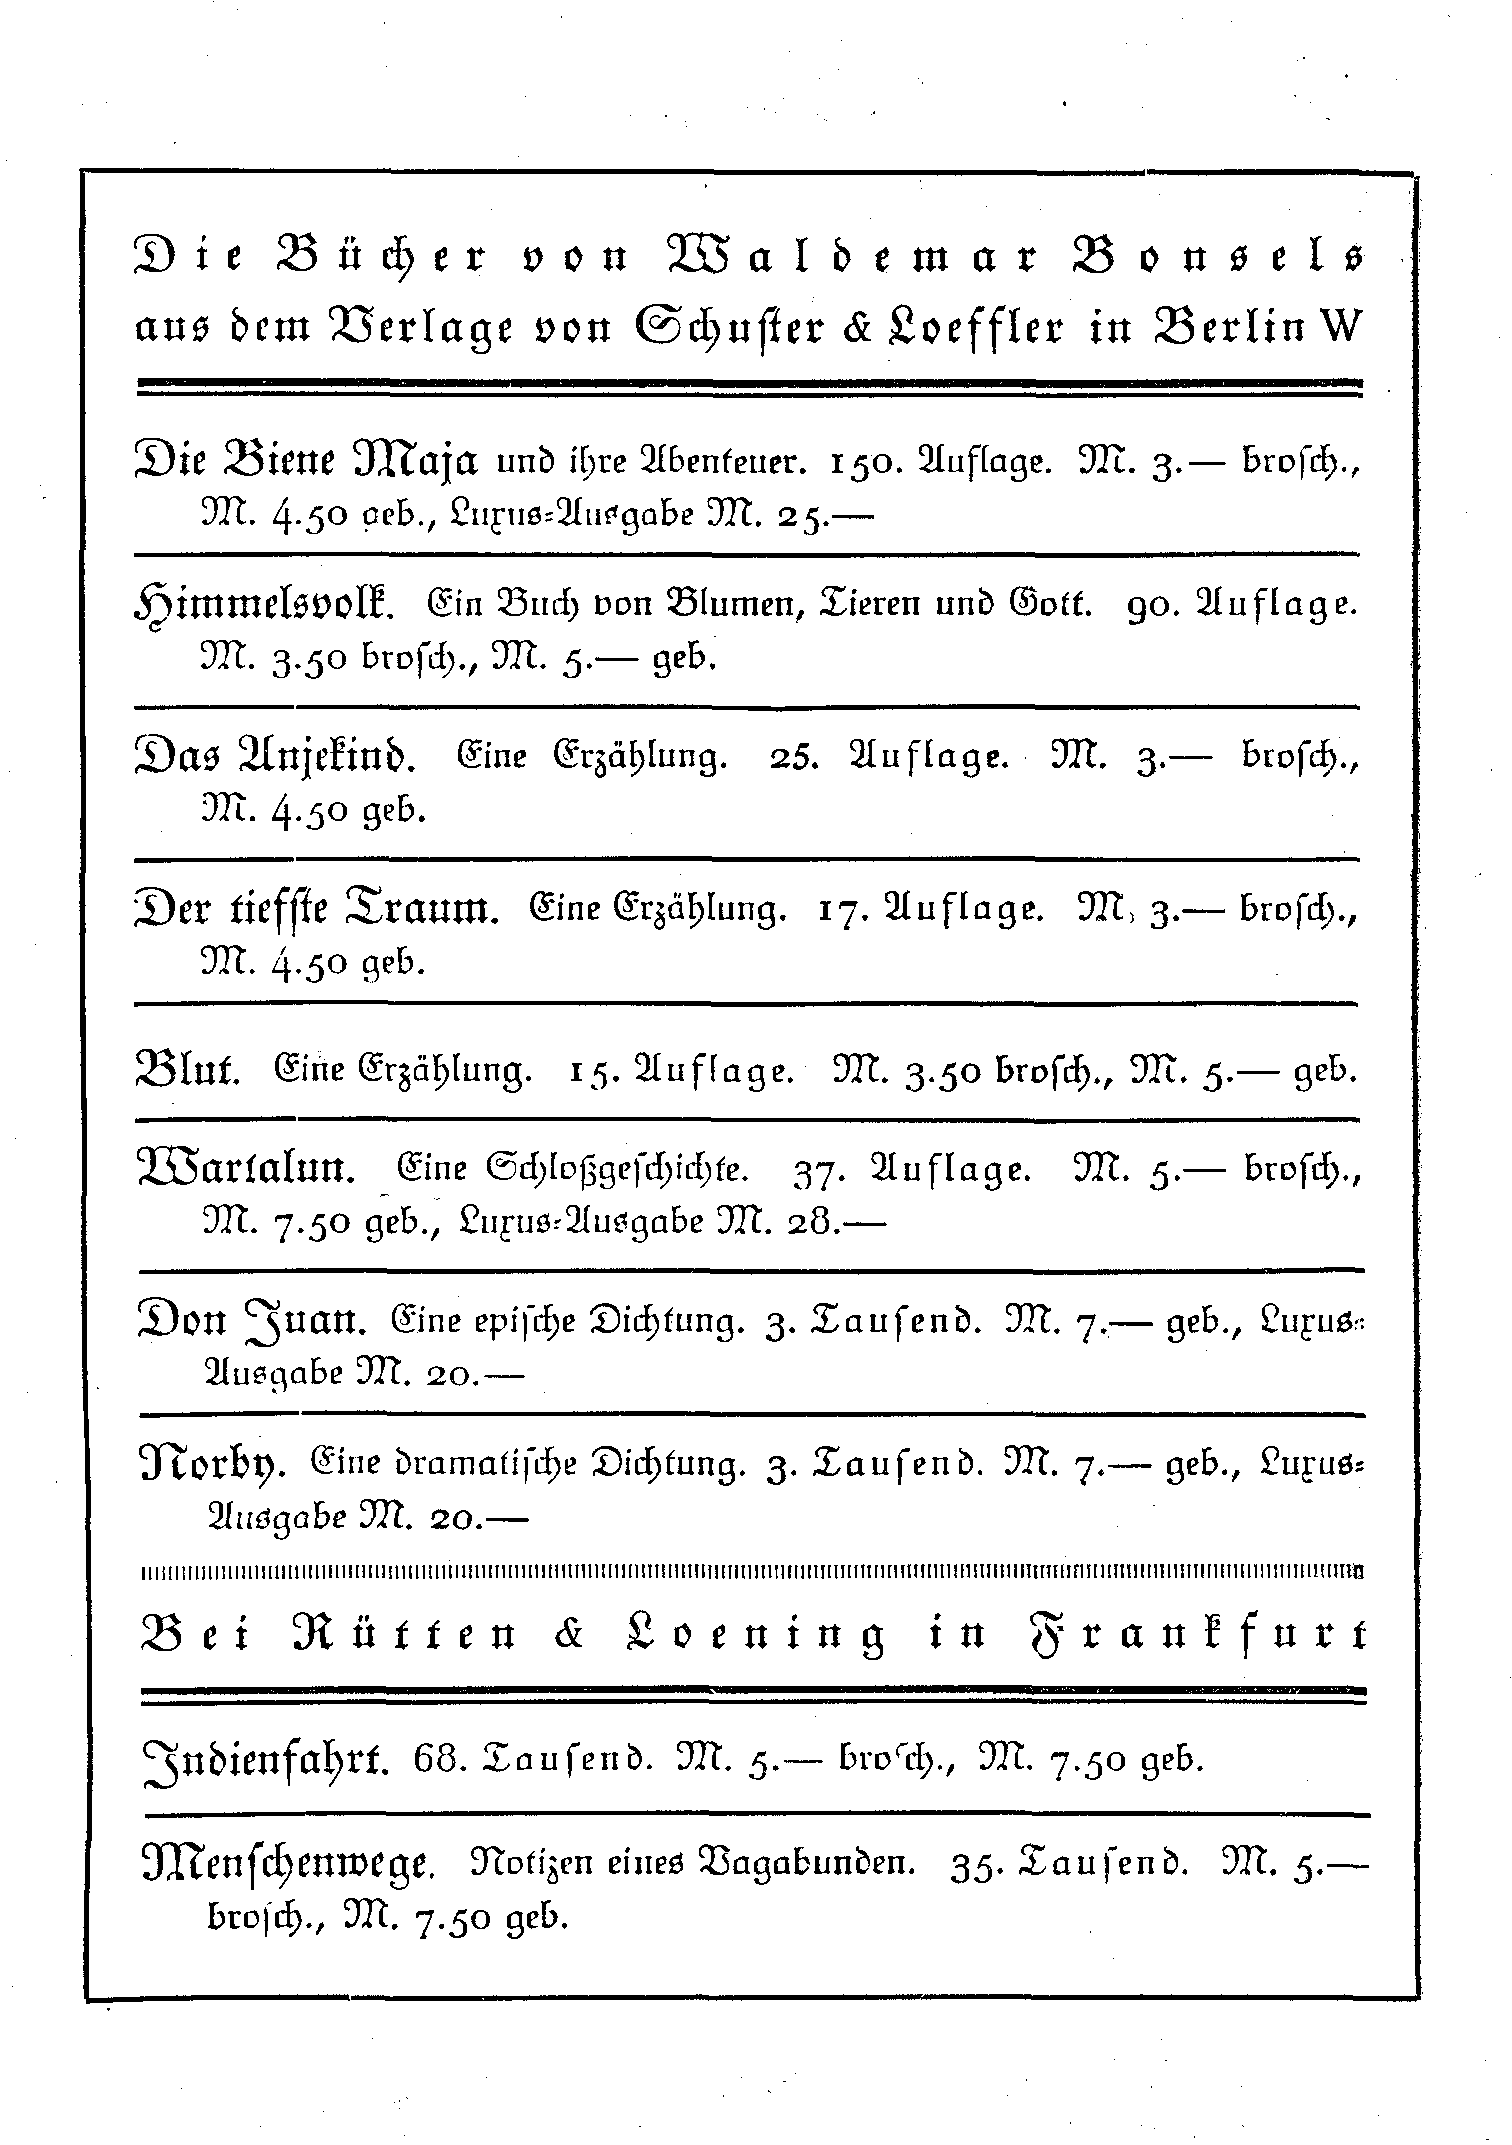 Die Bücher von Waldemar Bonsels
aus dem Verlage von Schuster & Loeffler in Berlin W
Die Biene Maja und ihre Abenteuer. 150. Auflage. M. 3.— brosch.,
M. 4.50 geb., Luxus-Ausgabe M. 25.—
Himmelsvolk. Ein Buch von Blumen, Tieren und Gott. 90. Auflage.
M. 3.50 brosch., M. 5.— geb.
Das Anjekind. Eine Erzählung. 25. Auflage. M. 3.— brosch.,
M. 4.50 geb.
Der tiefste Traum. Eine Erzählung. 17. Auflage. M. 3.— brosch.,
M. 4.50 geb.
Blut. Eine Erzählung. 15. Auflage. M. 3.50 brosch., M. 5.— geb.
Wartalun. Eine Schloßgeschichte. 37. Auflage. M. 5.— brosch.,
M. 7.50 geb., Luxus-Ausgabe M. 28.—
Don Juan. Eine epische Dichtung. 3. Tausend. M. 7.— geb., Luxus-
Ausgabe M. 20.—
Norby. Eine dramatische Dichtung. 3. Tausend. M. 7.— geb., Luxus-
Ausgabe M. 20.—
Bei Rütten & Loening in Frankfurt
Indienfahrt. 68. Tausend. M. 5.— brosch., M. 7.50 geb.
Menschenwege. Notizen eines Vagabunden. 35. Tausend. M. 5.—
brosch., M. 7.50 geb.